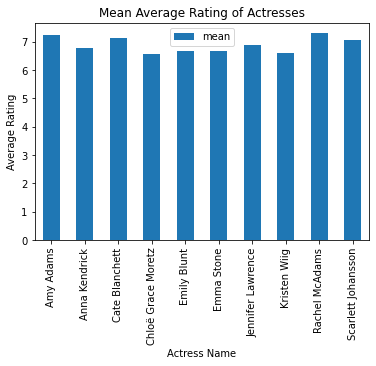 Mean Average Rating of Actresses
mean
Average Rating
7
6
5
4
3
2
1
0
Amy Adams
Anna Kendrick
Cate Blanchett
Chloë Grace Moretz
Emily Blunt
Emma Stone
Jennifer Lawrence
Kristen Wiig
Rachel McAdams
Scarlett Johansson
Actress Name